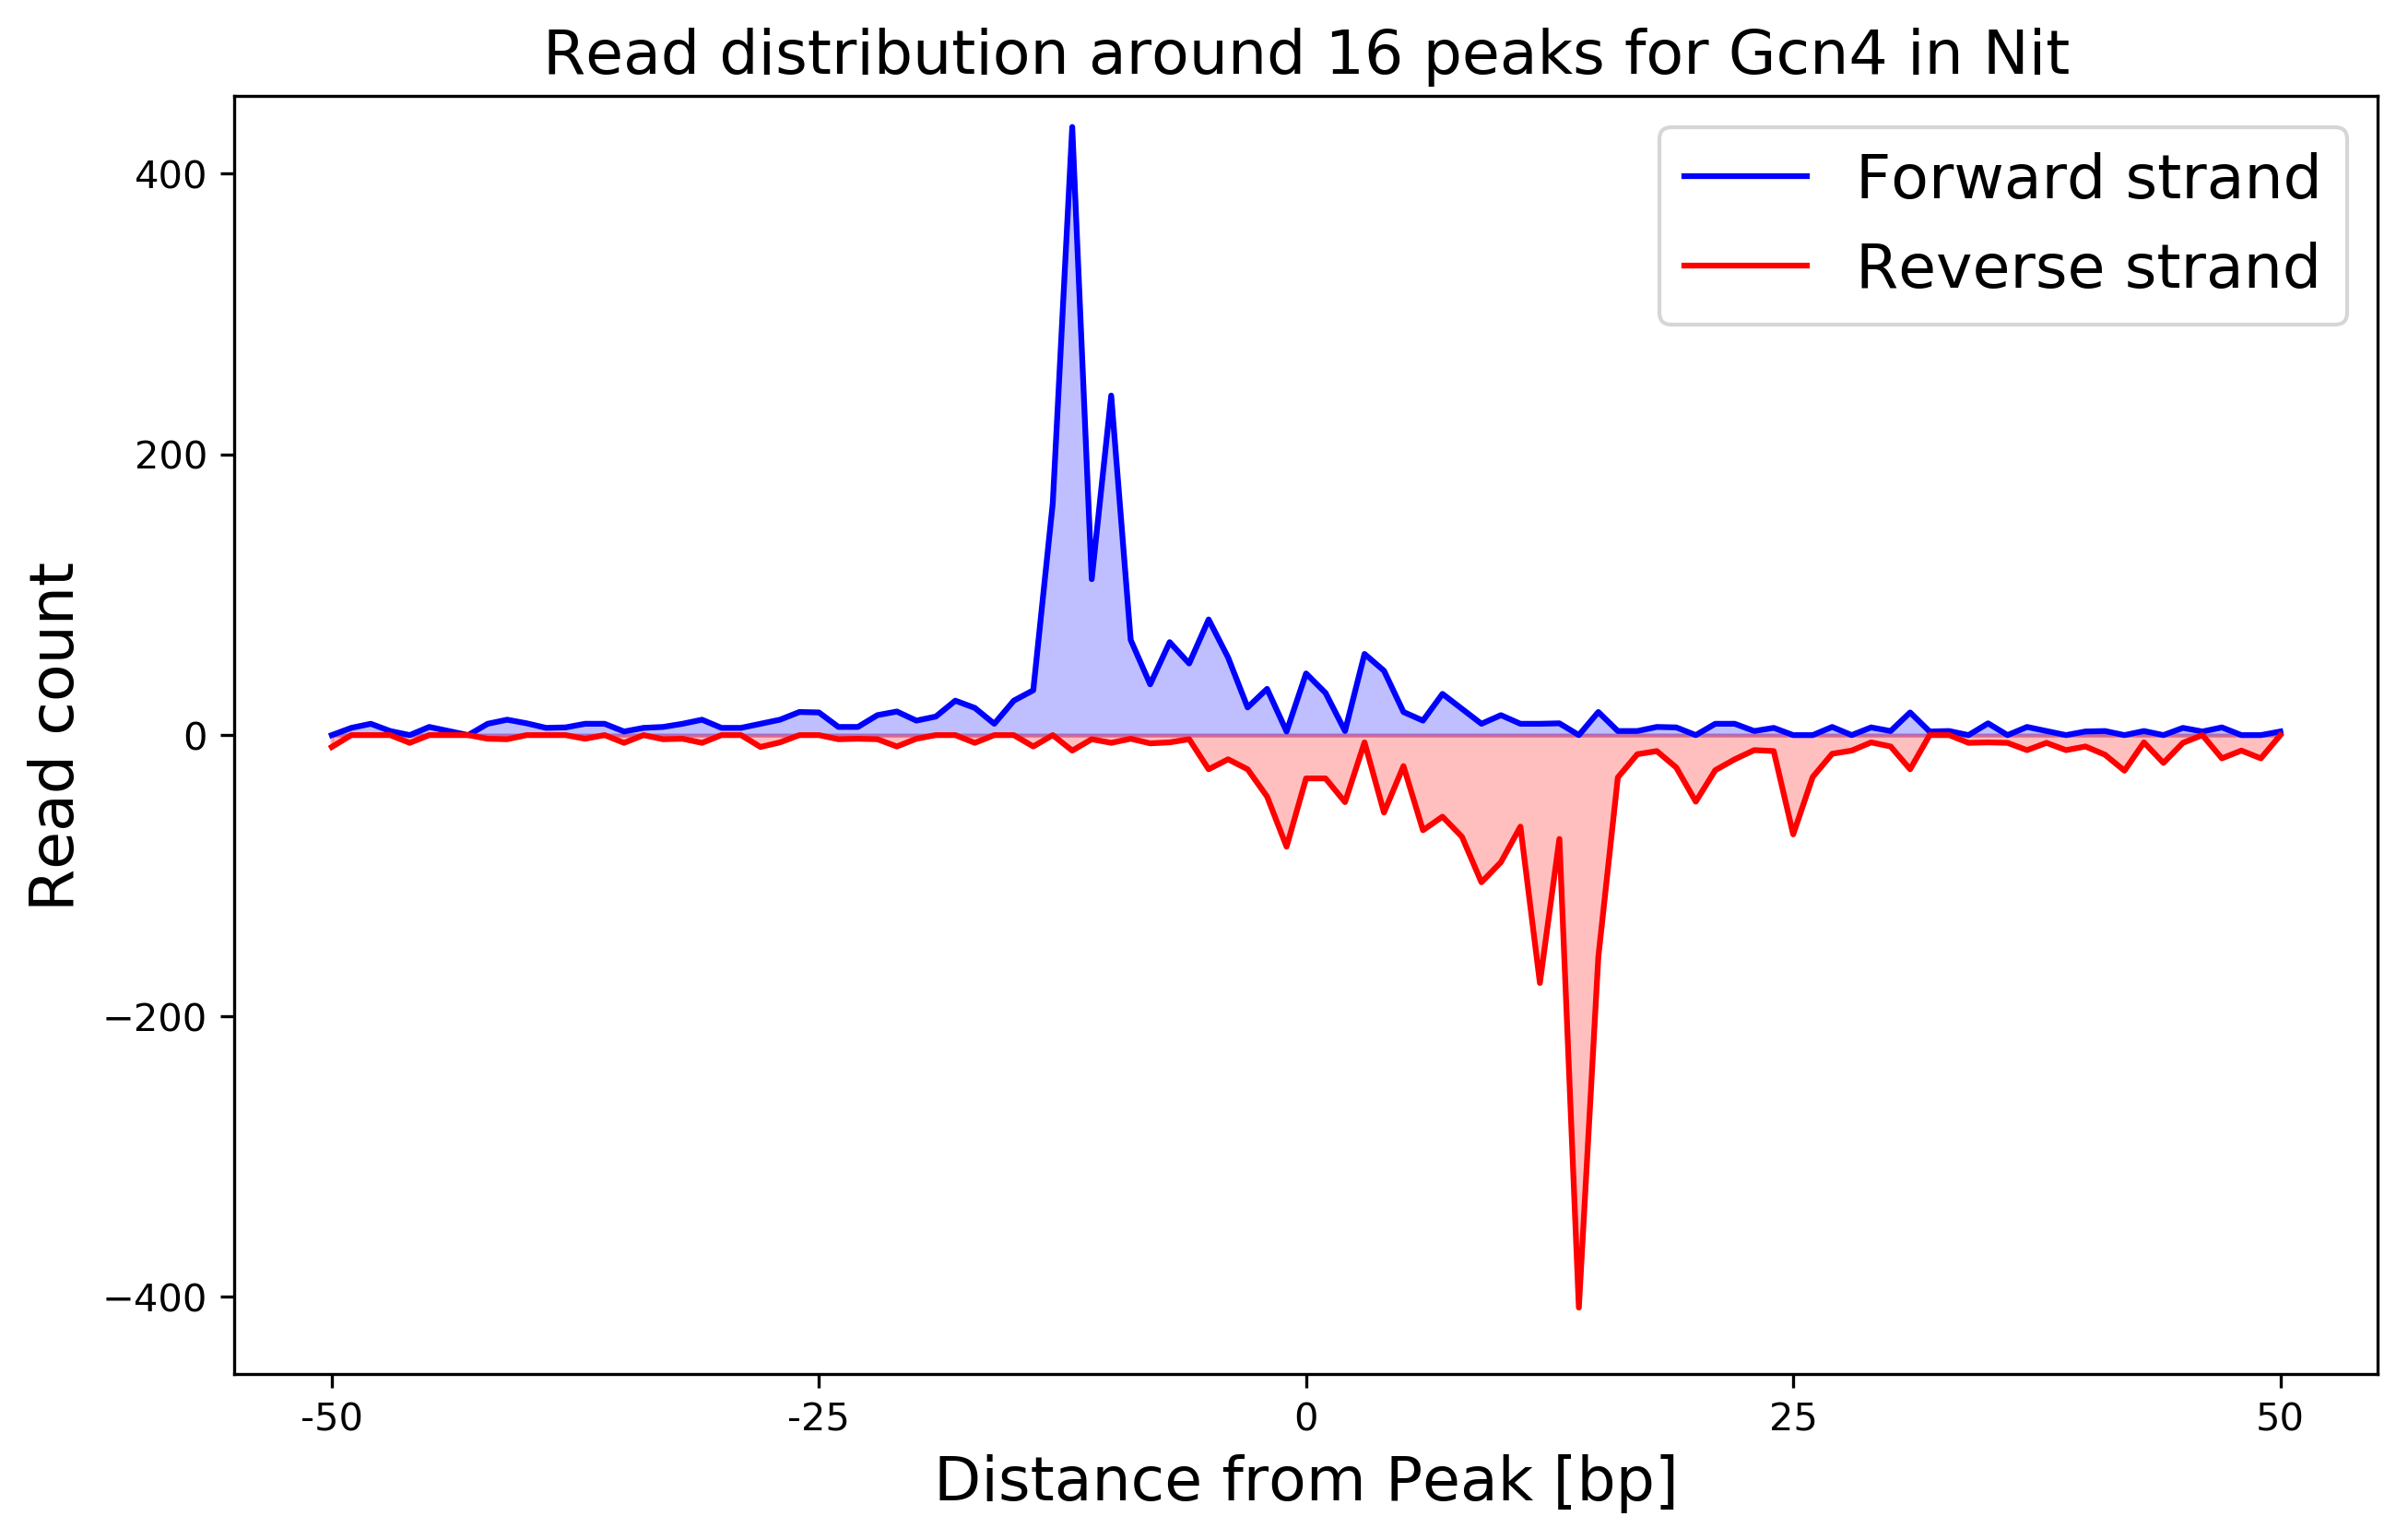 Read distribution around 16 peaks for Gcn4 in Nit
Forward strand
Reverse strand
Read count
400
200
0
−200
−400
-50
-25
0
25
50
Distance from Peak [bp]